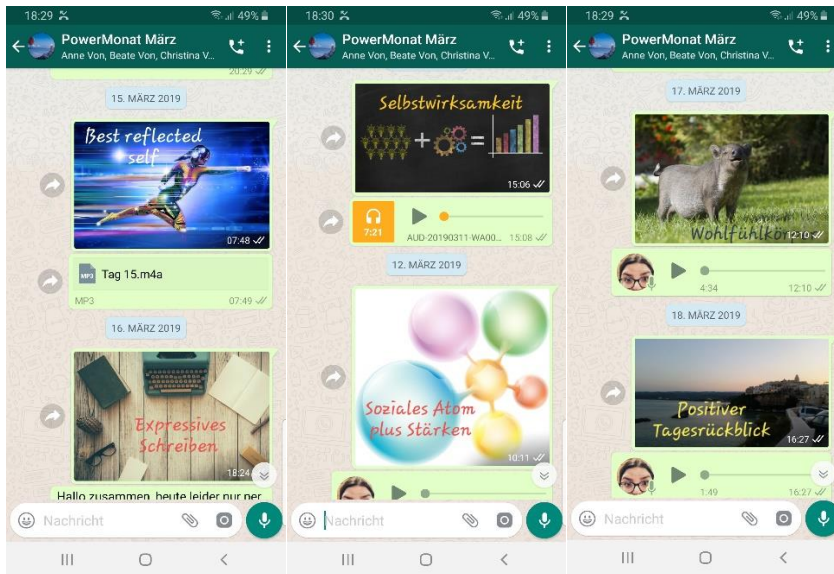 18:29 49%
PowerMonat März
Anne Von, Beate Von, Christina V...
20:29
15. MÄRZ 2019
Best reflected
self
07:48
MP3 Tag 15.m4a
MP3 07:49
16. MÄRZ 2019
Expressives
Schreiben
18:24
Hallo zusammen, heute leider nur per
Nachricht
18:30 49%
PowerMonat März
Anne Von, Beate Von, Christina V...
Selbstwirksamkeit
+ =
15:06
7:21
AUD-20190311-WA00... 15:08
12. MÄRZ 2019
Soziales Atom
plus Stärken
10:11
Nachricht
18:29 49%
PowerMonat März
Anne Von, Beate Von, Christina V...
17. MÄRZ 2019
12:10
4:34 12:10
18. MÄRZ 2019
Positiver
Tagesrückblick
16:27
1:49 16:27
Nachricht